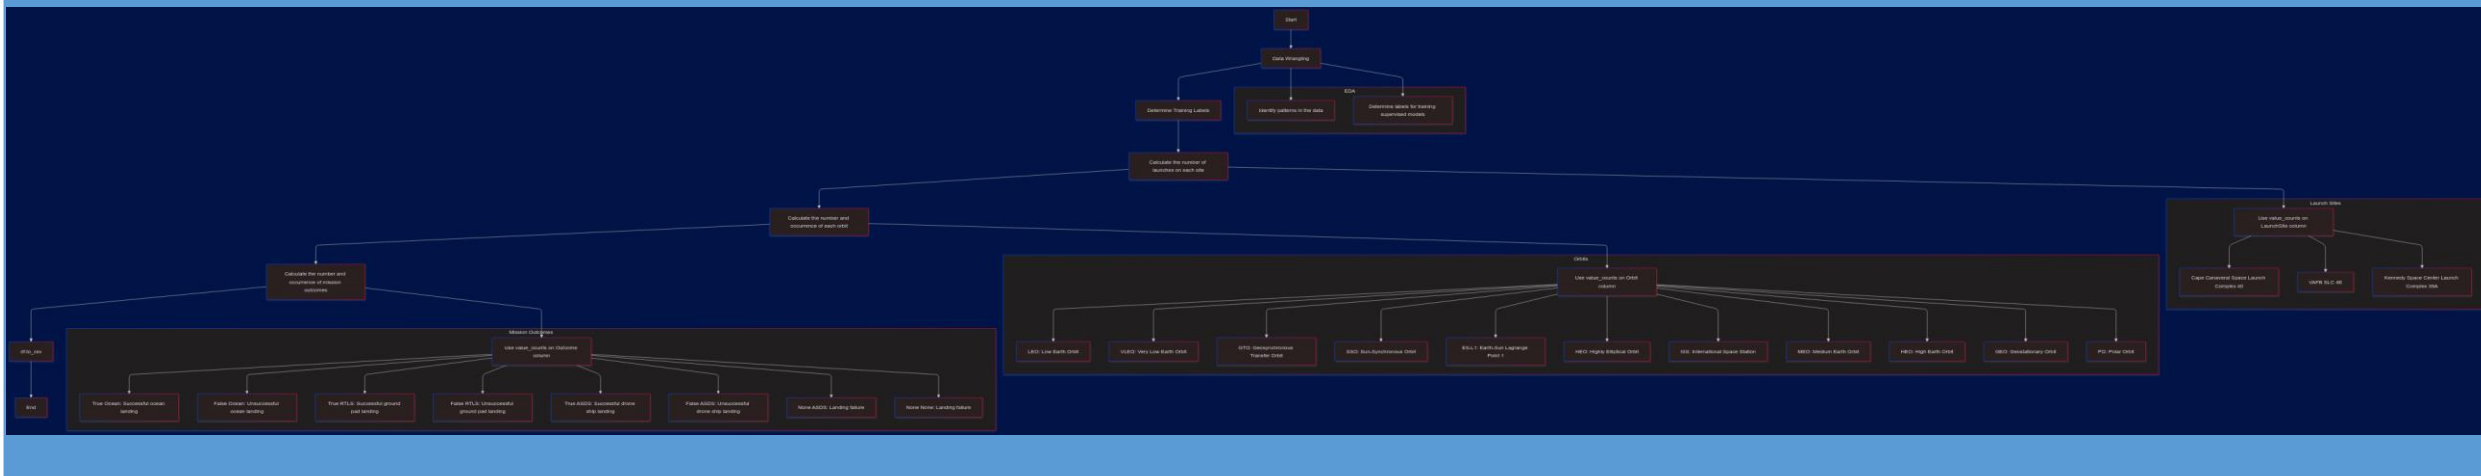 Start
Data Wrangling
EDA
Determine Training Labels
Identify patterns in the data
Determine labels for training
supervised models
Calculate the number of
launches on each site
Launch Sites
Calculate the number and
occurrence of each orbit
Use value_counts on
LaunchSite column
Orbits
Calculate the number and
occurrence of mission
outcomes
Use value_counts on Orbit
column
Cape Canaveral Space Launch
Complex 40
VAFB SLC 4E
Kennedy Space Center Launch
Complex 39A
Mission Outcomes
Use value_counts on Outcome
column
LEO: Low Earth Orbit
VLEO: Very Low Earth Orbit
GTO: Geosynchronous
Transfer Orbit
SSO: Sun-Synchronous Orbit
ES-L1: Earth-Sun Lagrange
Point 1
HEO: Highly Elliptical Orbit
ISS: International Space Station
MEO: Medium Earth Orbit
HEO: High Earth Orbit
GEO: Geostationary Orbit
PO: Polar Orbit
End
True Ocean: Successful ocean
landing
False Ocean: Unsuccessful
ocean landing
True RTLS: Successful ground
pad landing
False RTLS: Unsuccessful
ground pad landing
True ASDS: Successful drone
ship landing
False ASDS: Unsuccessful
drone ship landing
None ASDS: Landing failure
None None: Landing failure